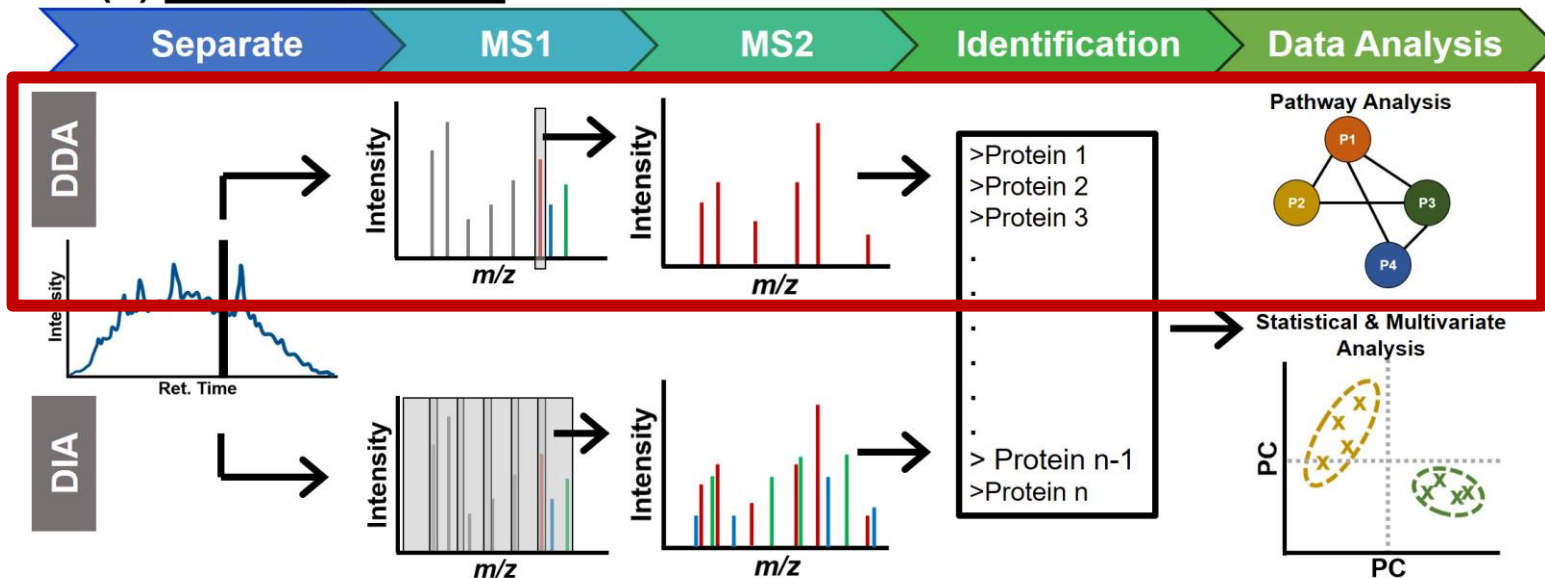 Separate
MS1
MS2
Identification
Data Analysis
DDA
Intensity
m/z
Intensity
m/z
>Protein 1
>Protein 2
>Protein 3
.
.
.
.
.
.
> Protein n-1
>Protein n
Pathway Analysis
P1
P2
P3
P4
Intensity
Ret. Time
Statistical & Multivariate
Analysis
PC
PC
DIA
Intensity
m/z
Intensity
m/z